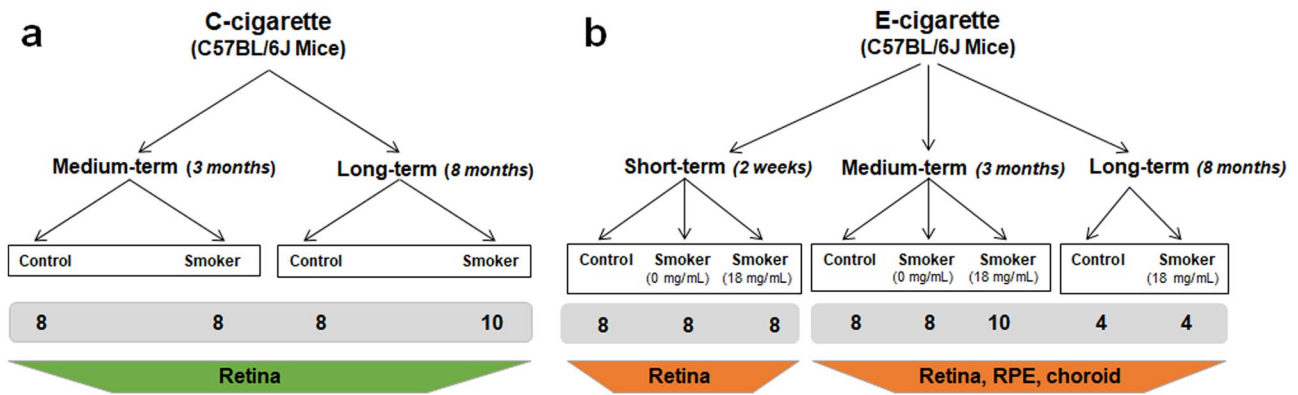 a
C-cigarette
(C57BL/6J Mice)
Medium-term (3 months)
Long-term (8 months)
Control Smoker
Control Smoker
8 8 8 10
Retina
b
E-cigarette
(C57BL/6J Mice)
Short-term (2 weeks)
Medium-term (3 months)
Long-term (8 months)
Control Smoker Smoker
(0 mg/mL) (18 mg/mL)
Control Smoker Smoker
(0 mg/mL) (18 mg/mL)
Control Smoker
(18 mg/mL)
8 8 8
8 8 10 4 4
Retina
Retina, RPE, choroid